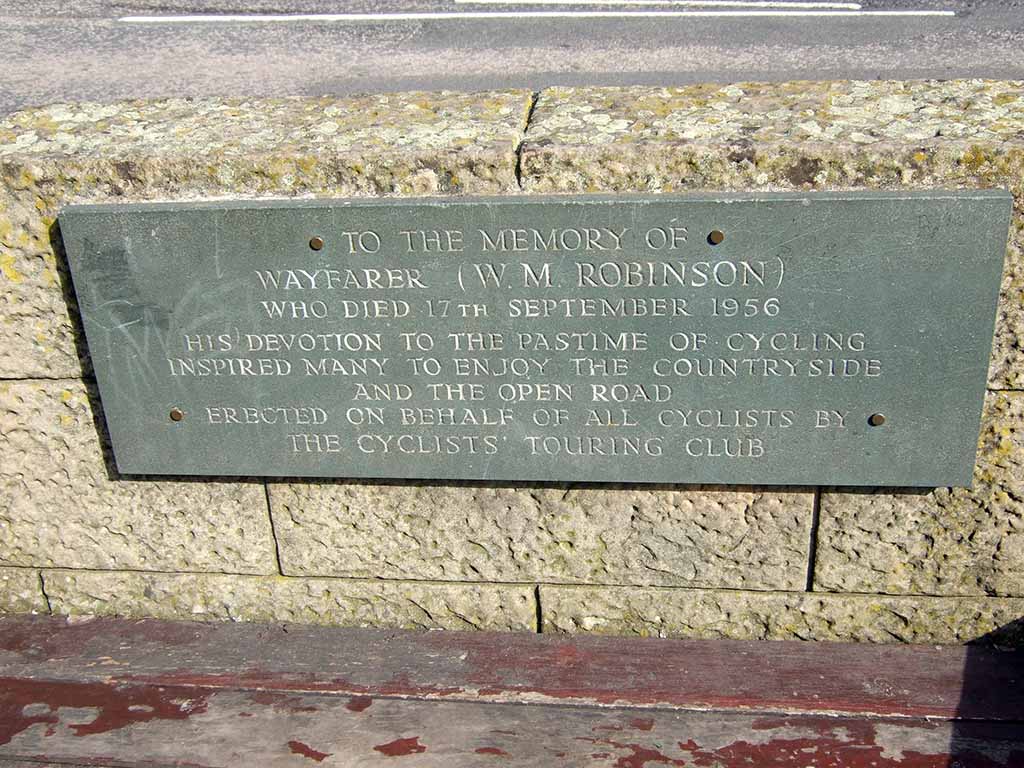 TO THE MEMORY OF
WAYFARER (W. M. ROBINSON)
WHO DIED 17TH SEPTEMBER 1956
HIS DEVOTION TO THE PASTIME OF CYCLING
INSPIRED MANY TO ENJOY THE COUNTRYSIDE
AND THE OPEN ROAD
ERECTED ON BEHALF OF ALL CYCLISTS BY
THE CYCLISTS' TOURING CLUB